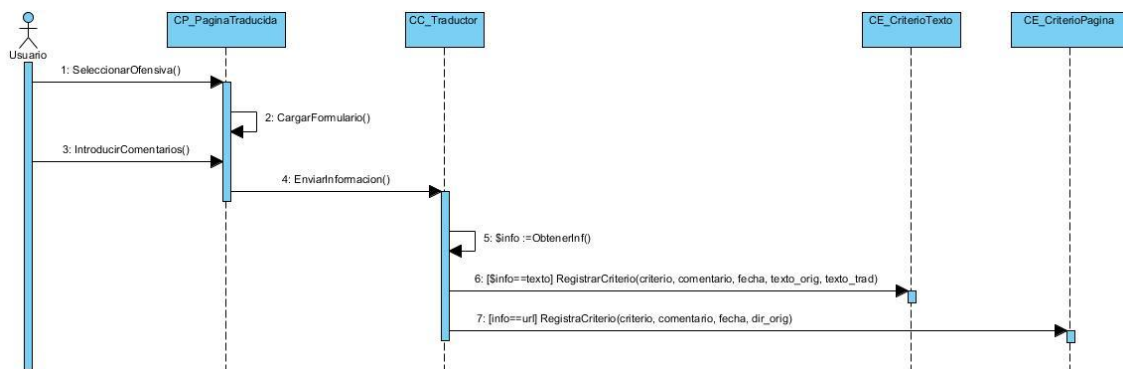 CP_PaginaTraducida
CC_Traductor
CE_CriterioTexto
CE_CriterioPagina
Usuario
1: SeleccionarOfensiva()
2: CargarFormulario()
3: IntroducirComentarios()
4: EnviarInformacion()
5: $info :=ObtenerInf()
6: [$info==texto] RegistrarCriterio(criterio, comentario, fecha, texto_orig, texto_trad)
7: [info==url] RegistraCriterio(criterio, comentario, fecha, dir_orig)